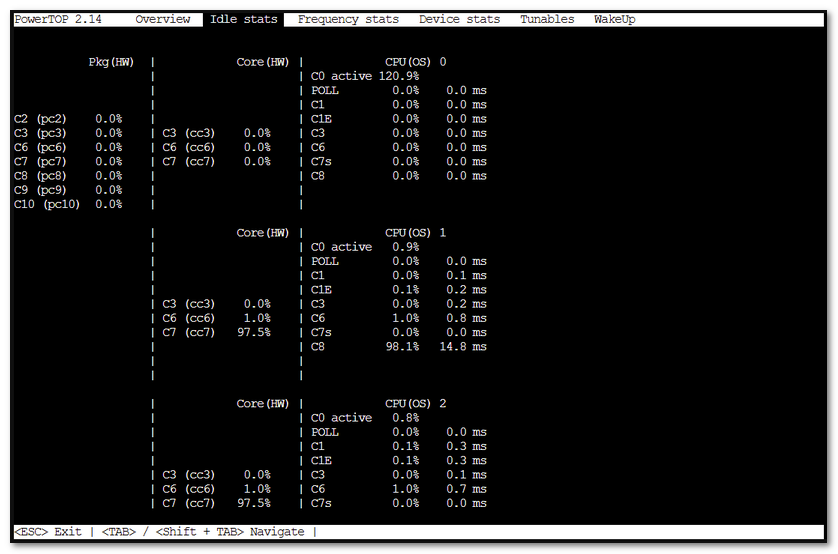 PowerTOP 2.14 Overview Idle stats Frequency stats Device stats Tunables WakeUp
Pkg(HW) | Core(HW) | CPU(OS) 0
| | C0 active 120.9%
| | POLL 0.0% 0.0 ms
| | C1 0.0% 0.0 ms
C2 (pc2) 0.0% | | C1E 0.0% 0.0 ms
C3 (pc3) 0.0% | C3 (cc3) 0.0% | C3 0.0% 0.0 ms
C6 (pc6) 0.0% | C6 (cc6) 0.0% | C6 0.0% 0.0 ms
C7 (pc7) 0.0% | C7 (cc7) 0.0% | C7s 0.0% 0.0 ms
C8 (pc8) 0.0% | | C8 0.0% 0.0 ms
C9 (pc9) 0.0% | |
C10 (pc10) 0.0% | |
| Core(HW) | CPU(OS) 1
| | C0 active 0.9%
| | POLL 0.0% 0.0 ms
| | C1 0.0% 0.1 ms
| | C1E 0.1% 0.2 ms
| C3 (cc3) 0.0% | C3 0.0% 0.2 ms
| C6 (cc6) 1.0% | C6 1.0% 0.8 ms
| C7 (cc7) 97.5% | C7s 0.0% 0.0 ms
| | C8 98.1% 14.8 ms
| |
| |
| Core(HW) | CPU(OS) 2
| | C0 active 0.8%
| | POLL 0.0% 0.0 ms
| | C1 0.1% 0.3 ms
| | C1E 0.1% 0.3 ms
| C3 (cc3) 0.0% | C3 0.0% 0.1 ms
| C6 (cc6) 1.0% | C6 1.0% 0.7 ms
| C7 (cc7) 97.5% | C7s 0.0% 0.0 ms
<ESC> Exit | <TAB> / <Shift + TAB> Navigate |